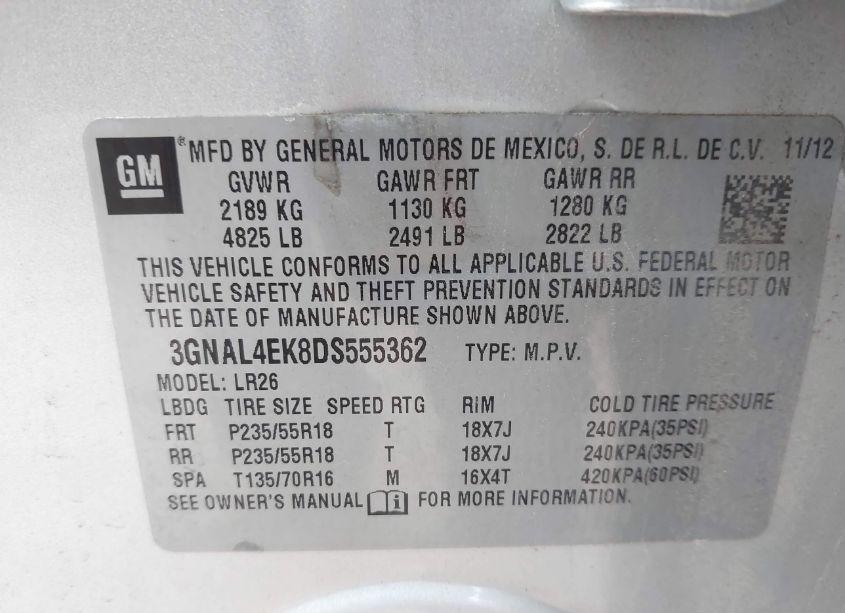 GM ® MFD BY GENERAL MOTORS DE MEXICO, S. DE R.L. DE C.V. 11/12
GVWR GAWR FRT GAWR RR
2189 KG 1130 KG 1280 KG
4825 LB 2491 LB 2822 LB
THIS VEHICLE CONFORMS TO ALL APPLICABLE U.S. FEDERAL MOTOR
VEHICLE SAFETY AND THEFT PREVENTION STANDARDS IN EFFECT ON
THE DATE OF MANUFACTURE SHOWN ABOVE.
3GNAL4EK8DS555362 TYPE: M.P.V.
MODEL: LR26
LBDG TIRE SIZE SPEED RTG RIM COLD TIRE PRESSURE
FRT P235/55R18 T 18X7J 240KPA(35PSI)
RR P235/55R18 T 18X7J 240KPA(35PSI)
SPA T135/70R16 M 16X4T 420KPA(60PSI)
SEE OWNER'S MANUAL i FOR MORE INFORMATION.